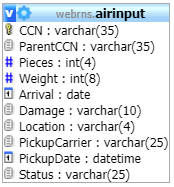 V webrns.airinput
CCN : varchar(35)
ParentCCN : varchar(35)
# Pieces : int(4)
# Weight : int(8)
Arrival : date
Damage : varchar(10)
Location : varchar(4)
PickupCarrier : varchar(25)
PickupDate : datetime
Status : varchar(25)